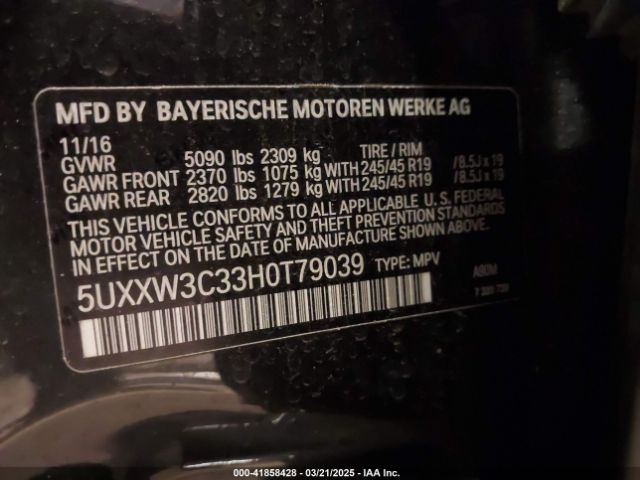 MFD BY BAYERISCHE MOTOREN WERKE AG
11/16 TIRE / RIM
GVWR 5090 lbs 2309 kg
GAWR FRONT 2370 lbs 1075 kg WITH 245/45 R19 / 8.5J x 19
GAWR REAR 2820 lbs 1279 kg WITH 245/45 R19 / 8.5J x 19
THIS VEHICLE CONFORMS TO ALL APPLICABLE U. S. FEDERAL
MOTOR VEHICLE SAFETY AND THEFT PREVENTION STANDARDS
IN EFFECT ON THE DATE OF MANUFACTURE SHOWN ABOVE.
5UXXW3C33H0T79039 TYPE: MPV
000-41858428 - 03/21/2025 - IAA Inc.